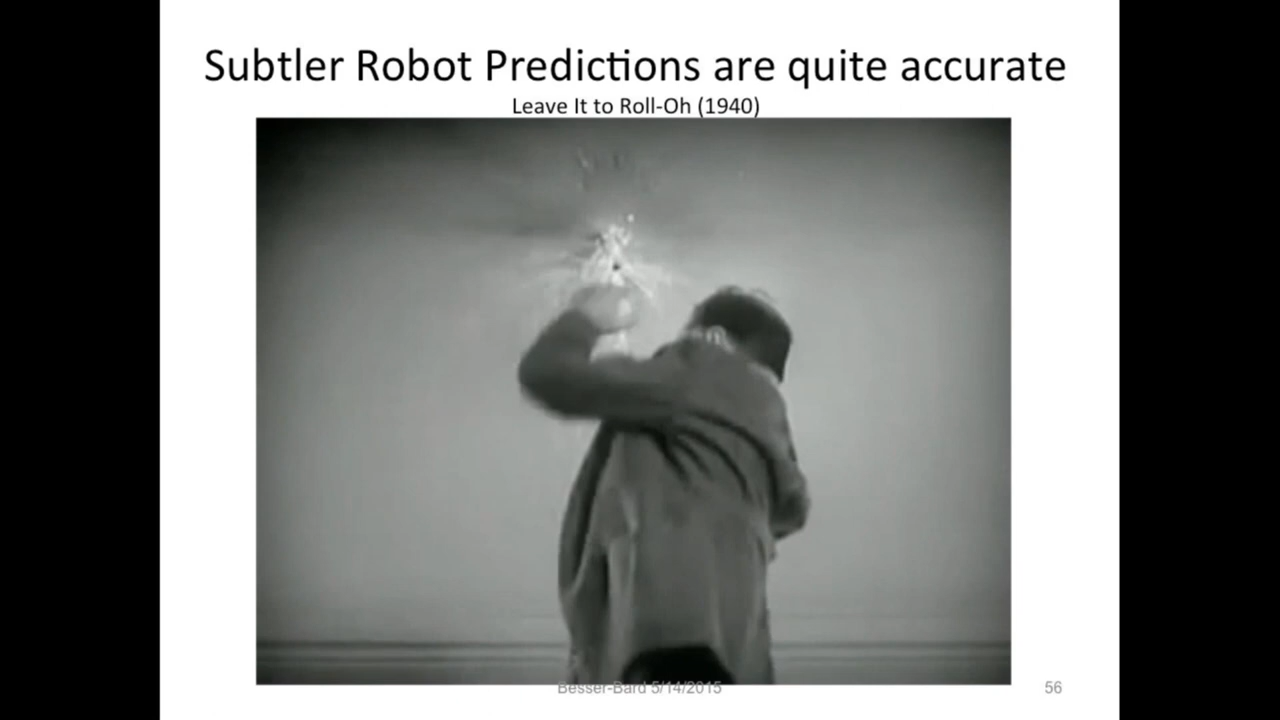 Subtler Robot Predictions are quite accurate
Leave It to Roll-Oh (1940)
Besser-Bard 5/14/2015
56